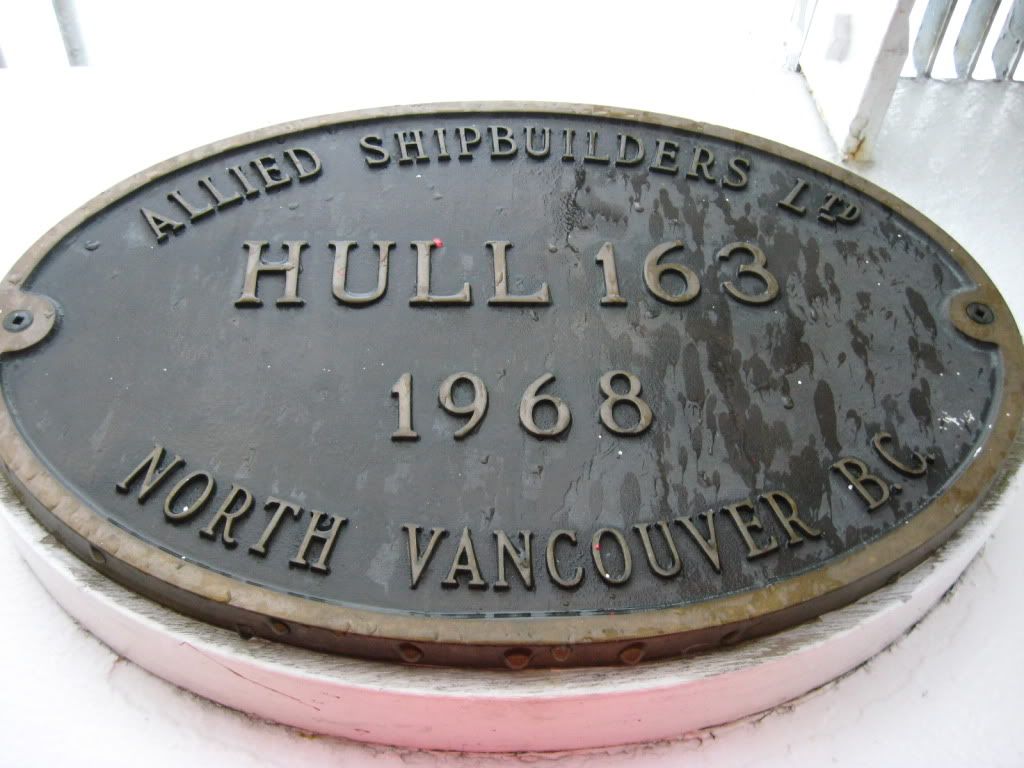 ALLIED SHIPBUILDERS LTD
HULL 163
1968
NORTH VANCOUVER B.C.